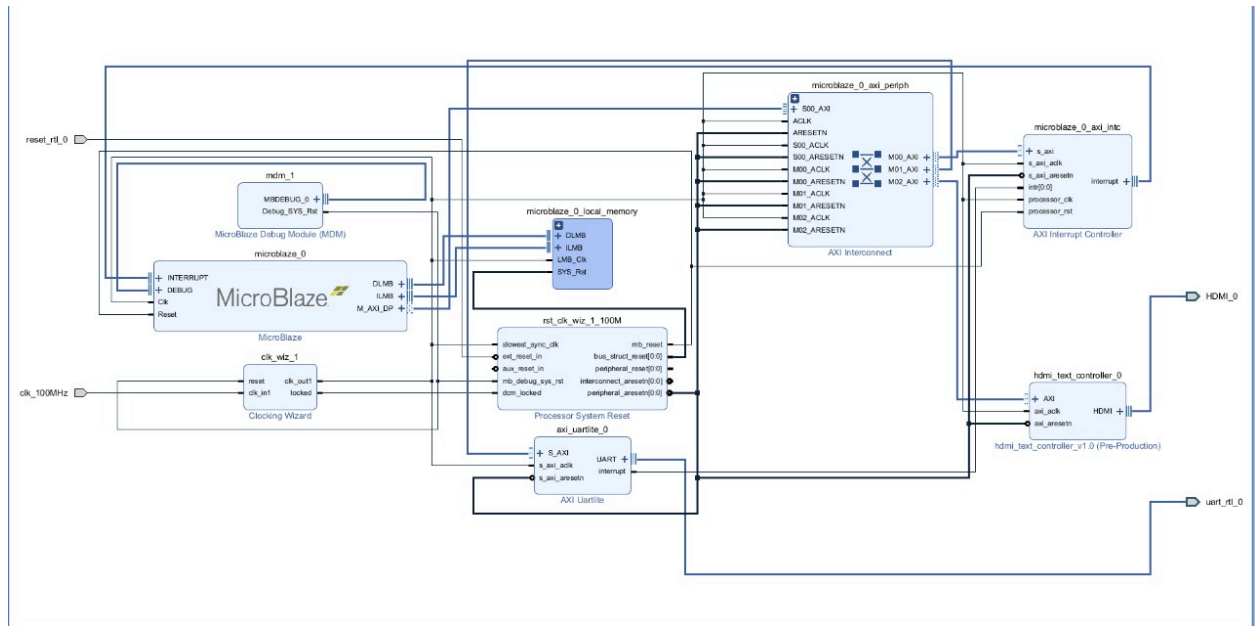 reset_rtl_0
clk_100MHz
mdm_1
MBDEBUG_0
Debug_SYS_Rst
MicroBlaze Debug Module (MDM)
microblaze_0
INTERRUPT
DEBUG
Clk
Reset
MicroBlaze
DLMB
ILMB
M_AXI_DP
MicroBlaze
clk_wiz_1
reset
clk_in1
clk_out1
locked
Clocking Wizard
microblaze_0_local_memory
DLMB
ILMB
LMB_Clk
SYS_Rst
rst_clk_wiz_1_100M
slowest_sync_clk
ext_reset_in
aux_reset_in
mb_debug_sys_rst
dcm_locked
mb_reset
bus_struct_reset[0:0]
peripheral_reset[0:0]
interconnect_aresetn[0:0]
peripheral_aresetn[0:0]
Processor System Reset
axi_uartlite_0
S_AXI
s_axi_aclk
s_axi_aresetn
UART
interrupt
AXI Uartlite
microblaze_0_axi_periph
S00_AXI
ACLK
ARESETN
S00_ACLK
S00_ARESETN
M00_ACLK
M00_ARESETN
M01_ACLK
M01_ARESETN
M02_ACLK
M02_ARESETN
M00_AXI
M01_AXI
M02_AXI
AXI Interconnect
microblaze_0_axi_intc
s_axi
s_axi_aclk
s_axi_aresetn
intr[0:0]
processor_clk
processor_rst
interrupt
AXI Interrupt Controller
hdmi_text_controller_0
AXI
axi_aclk
axi_aresetn
HDMI
hdmi_text_controller_v1.0 (Pre-Production)
HDMI_0
uart_rtl_0